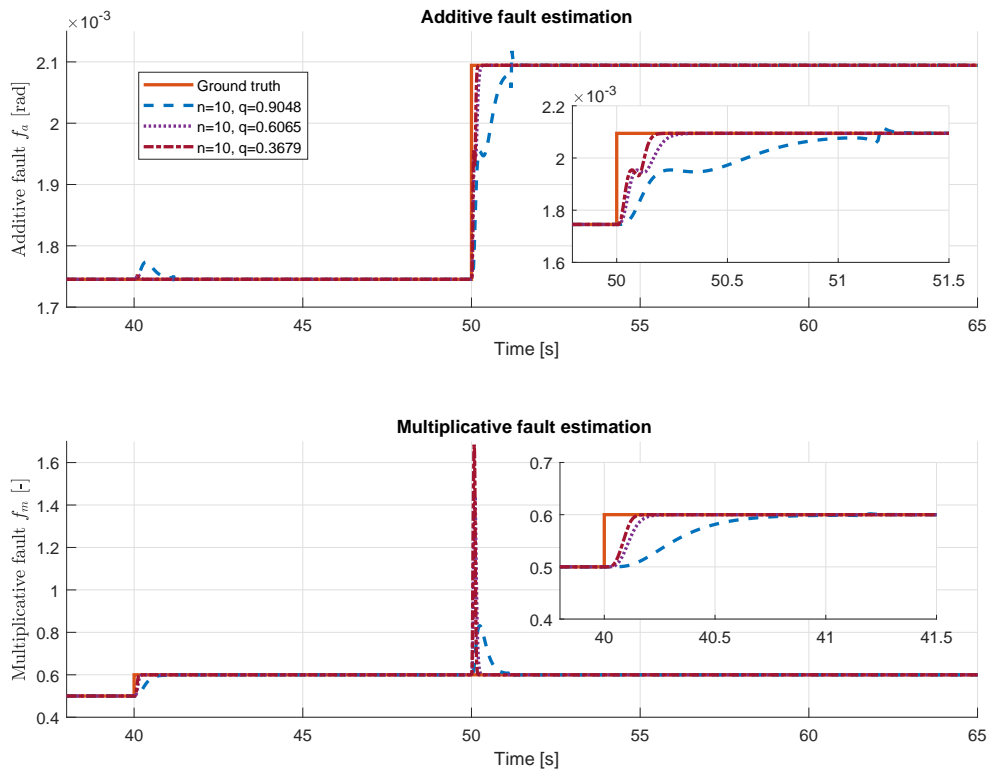 Additive fault estimation
×10⁻³
2.1
2
1.9
1.8
1.7
Additive fault fₐ [rad]
Ground truth
n=10, q=0.9048
n=10, q=0.6065
n=10, q=0.3679
×10⁻³
2.2
2
1.8
1.6
50 50.5 51 51.5
40 45 50 55 60 65
Time [s]
Multiplicative fault estimation
1.6
1.4
1.2
1
0.8
0.6
0.4
Multiplicative fault fₘ [-]
0.7
0.6
0.5
0.4
40 40.5 41 41.5
40 45 50 55 60 65
Time [s]